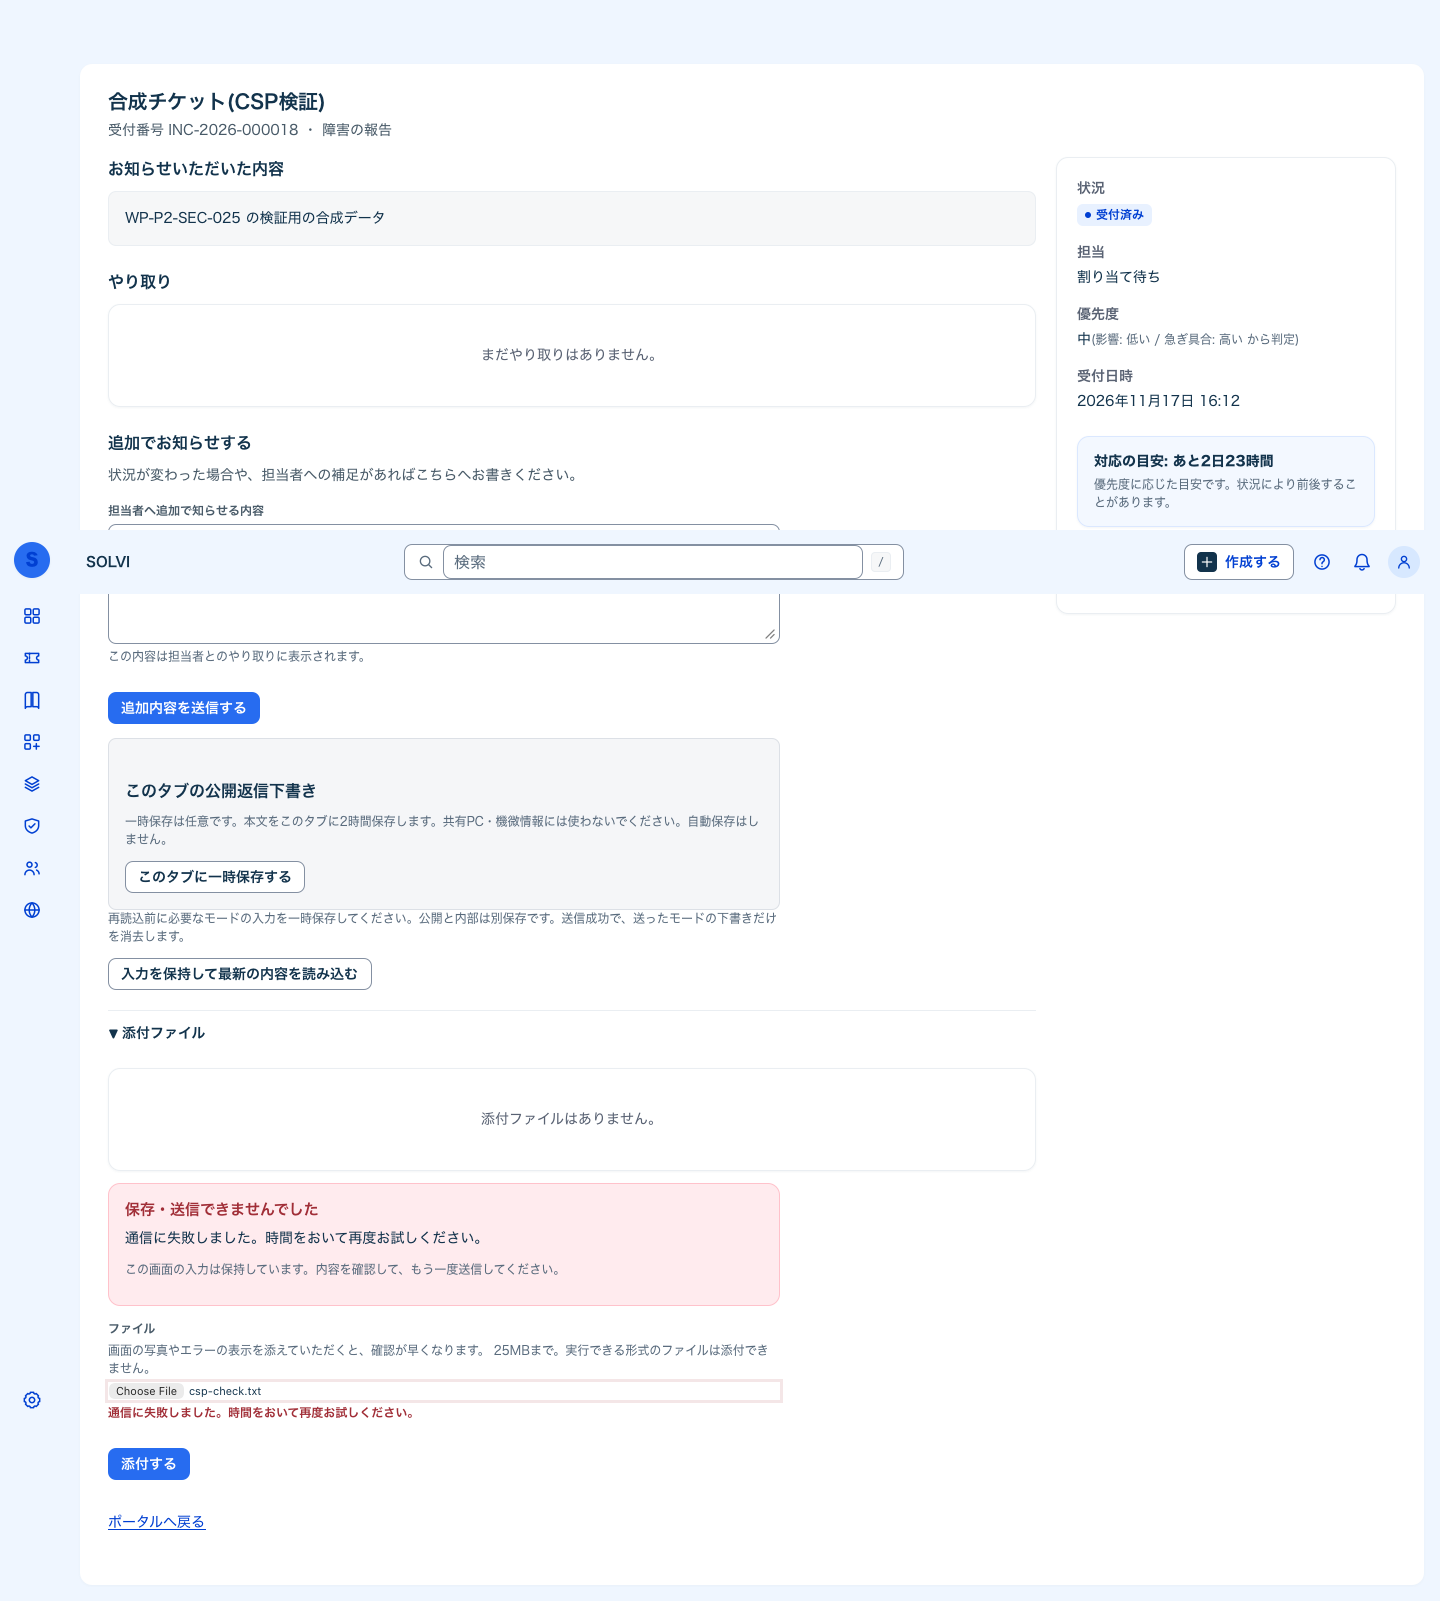 合成チケット(CSP検証)
受付番号 INC-2026-000018 ・ 障害の報告
お知らせいただいた内容
WP-P2-SEC-025 の検証用の合成データ
やり取り
まだやり取りはありません。
追加でお知らせする
状況が変わった場合や、担当者への補足があればこちらへお書きください。
担当者へ追加で知らせる内容
状況
受付済み
担当
割り当て待ち
優先度
中(影響: 低い / 急ぎ具合: 高い から判定)
受付日時
2026年11月17日 16:12
対応の目安: あと2日23時間
優先度に応じた目安です。状況により前後するこ
とがあります。
S
SOLVI
検索
/
作成する
この内容は担当者とのやり取りに表示されます。
追加内容を送信する
このタブの公開返信下書き
一時保存は任意です。本文をこのタブに2時間保存します。共有PC・機微情報には使わないでください。自動保存はし
ません。
このタブに一時保存する
再読込前に必要なモードの入力を一時保存してください。公開と内部は別保存です。送信成功で、送ったモードの下書きだけ
を消去します。
入力を保持して最新の内容を読み込む
▼ 添付ファイル
添付ファイルはありません。
保存・送信できませんでした
通信に失敗しました。時間をおいて再度お試しください。
この画面の入力は保持しています。内容を確認して、もう一度送信してください。
ファイル
画面の写真やエラーの表示を添えていただくと、確認が早くなります。 25MBまで。実行できる形式のファイルは添付でき
ません。
Choose File csp-check.txt
通信に失敗しました。時間をおいて再度お試しください。
添付する
ポータルへ戻る